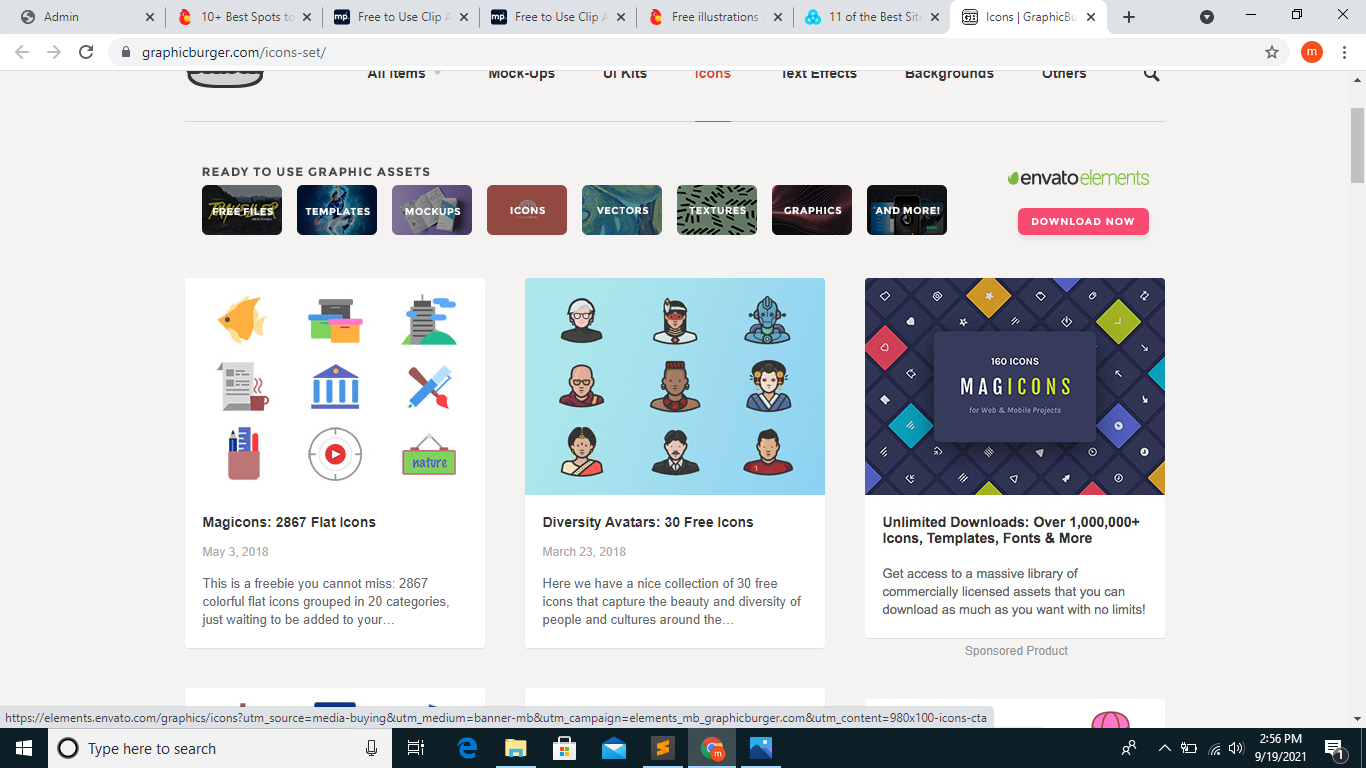 Admin
10+ Best Spots to
Free to Use Clip A
Free to Use Clip A
Free illustrations
11 of the Best Site
Icons | GraphicBu
graphicburger.com/icons-set/
m
All Items
Mock-Ups
UI Kits
Icons
Text Effects
Backgrounds
Others
READY TO USE GRAPHIC ASSETS
envatoelements
FREE FILES
TEMPLATES
MOCKUPS
ICONS
VECTORS
TEXTURES
GRAPHICS
AND MORE!
DOWNLOAD NOW
nature
160 ICONS
MAGICONS
for Web & Mobile Projects
Magicons: 2867 Flat Icons
May 3, 2018
This is a freebie you cannot miss: 2867
colorful flat icons grouped in 20 categories,
just waiting to be added to your…
Diversity Avatars: 30 Free Icons
March 23, 2018
Here we have a nice collection of 30 free
icons that capture the beauty and diversity of
people and cultures around the…
Unlimited Downloads: Over 1,000,000+
Icons, Templates, Fonts & More
Get access to a massive library of
commercially licensed assets that you can
download as much as you want with no limits!
Sponsored Product
https://elements.envato.com/graphics/icons?utm_source=media-buying&utm_medium=banner-mb&utm_campaign=elements_mb_graphicburger.com&utm_content=980x100-icons-cta
Type here to search
m
2:56 PM
9/19/2021
1